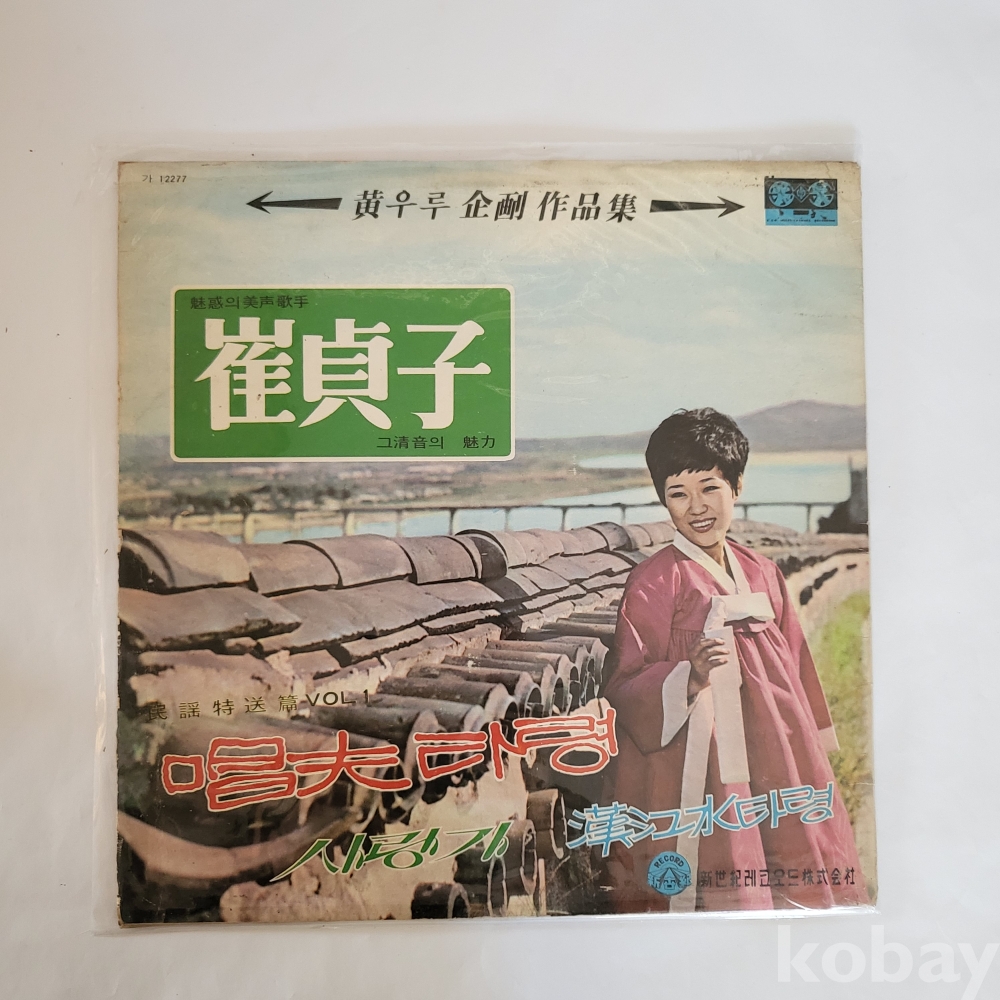 가 12277
黃우루 企劃 作品集
魅惑의美声歌手
崔貞子
그清音의 魅力
民謠特送篇 VOL.1
唱夫타령
사랑가
漢江水타령
RECORD
新世紀레코오드株式会社
kobay